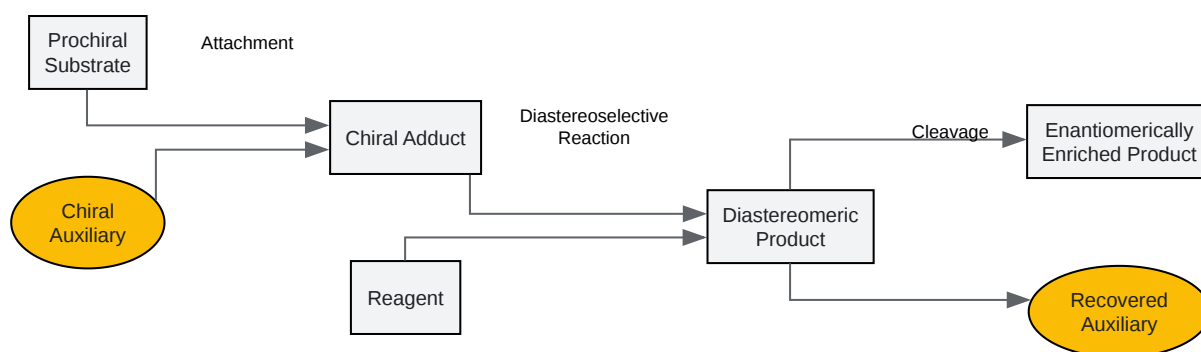 Prochiral
Substrate
Attachment
Chiral
Auxiliary
Chiral Adduct
Diastereoselective
Reaction
Reagent
Diastereomeric
Product
Cleavage
Enantiomerically
Enriched Product
Recovered
Auxiliary